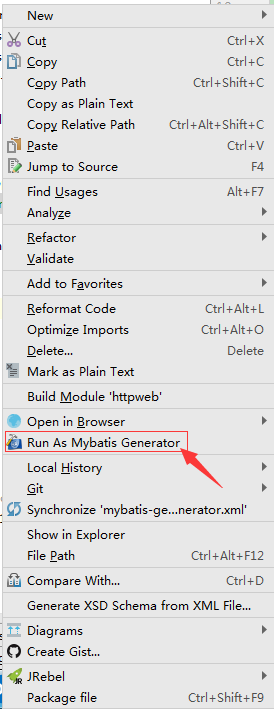 New
Cut Ctrl+X
Copy Ctrl+C
Copy Path Ctrl+Shift+C
Copy as Plain Text
Copy Relative Path Ctrl+Alt+Shift+C
Paste Ctrl+V
Jump to Source F4
Find Usages Alt+F7
Analyze
Refactor
Validate
Add to Favorites
Reformat Code Ctrl+Alt+L
Optimize Imports Ctrl+Alt+O
Delete... Delete
Mark as Plain Text
Build Module 'httpweb'
Open in Browser
Run As Mybatis Generator
Local History
Git
Synchronize 'mybatis-ge...nerator.xml'
Show in Explorer
File Path Ctrl+Alt+F12
Compare With... Ctrl+D
Generate XSD Schema from XML File...
Diagrams
Create Gist...
JRebel
Package file Ctrl+Shift+F9